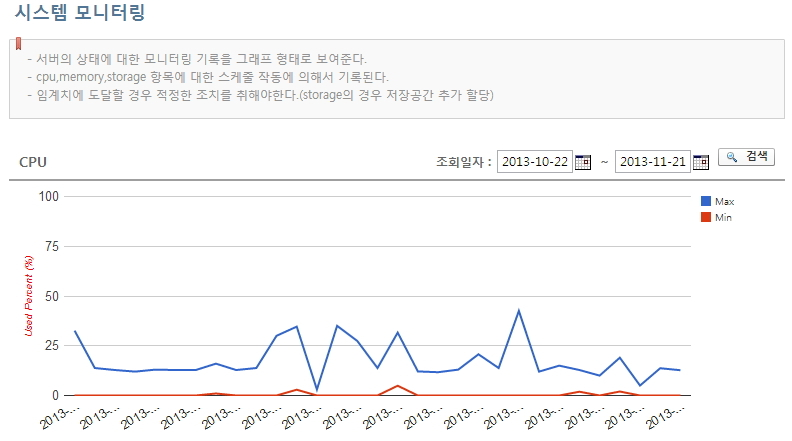 시스템 모니터링
- 서버의 상태에 대한 모니터링 기록을 그래프 형태로 보여준다.
- cpu,memory,storage 항목에 대한 스케줄 작동에 의해서 기록된다.
- 임계치에 도달할 경우 적정한 조치를 취해야한다.(storage의 경우 저장공간 추가 할당)
CPU 조회일자 : 2013-10-22 ~ 2013-11-21 검색
100
75
50
25
0
Used Percent (%)
Max
Min
2013-... 2013-... 2013-... 2013-... 2013-... 2013-... 2013-... 2013-... 2013-... 2013-... 2013-... 2013-... 2013-... 2013-... 2013-... 2013-...